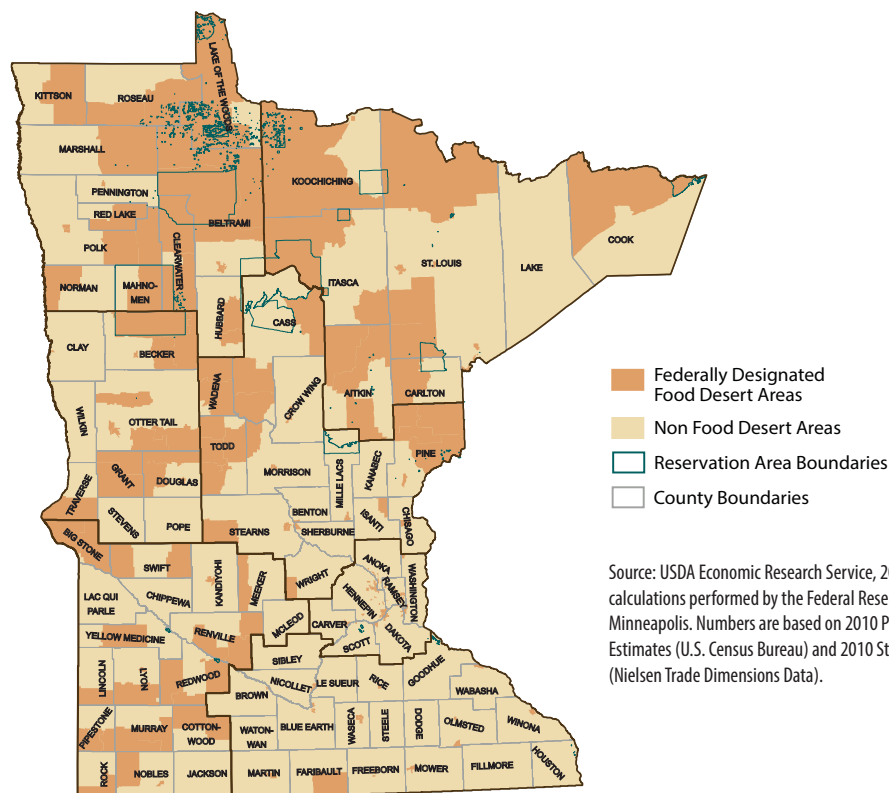 LAKE OF THE WOODS
KITTSON
ROSEAU
MARSHALL
KOOCHICHING
PENNINGTON
RED LAKE
BELTRAMI
COOK
POLK
CLEARWATER
ST. LOUIS
LAKE
ITASCA
NORMAN
MAHNO-
MEN
HUBBARD
CASS
CLAY
BECKER
WADENA
CROW WING
AITKIN
CARLTON
WILKIN
OTTER TAIL
TODD
PINE
GRANT
DOUGLAS
MORRISON
MILLE LACS
KANABEC
TRAVERSE
STEVENS
POPE
BENTON
ISANTI
CHISAGO
STEARNS
SHERBURNE
BIG STONE
SWIFT
KANDIYOHI
MEEKER
WRIGHT
ANOKA
RAMSEY
WASHINGTON
HENNEPIN
LAC QUI
PARLE
CHIPPEWA
MCLEOD
CARVER
YELLOW MEDICINE
RENVILLE
SCOTT
DAKOTA
SIBLEY
LINCOLN
LYON
REDWOOD
NICOLLET
LE SUEUR
RICE
GOODHUE
BROWN
WABASHA
PIPESTONE
MURRAY
COTTON-
WOOD
WATON-
WAN
BLUE EARTH
WASECA
STEELE
DODGE
OLMSTED
WINONA
ROCK
NOBLES
JACKSON
MARTIN
FARIBAULT
FREEBORN
MOWER
FILLMORE
HOUSTON
Federally Designated
Food Desert Areas
Non Food Desert Areas
Reservation Area Boundaries
County Boundaries
Source: USDA Economic Research Service, 20
calculations performed by the Federal Rese
Minneapolis. Numbers are based on 2010 P
Estimates (U.S. Census Bureau) and 2010 St
(Nielsen Trade Dimensions Data).